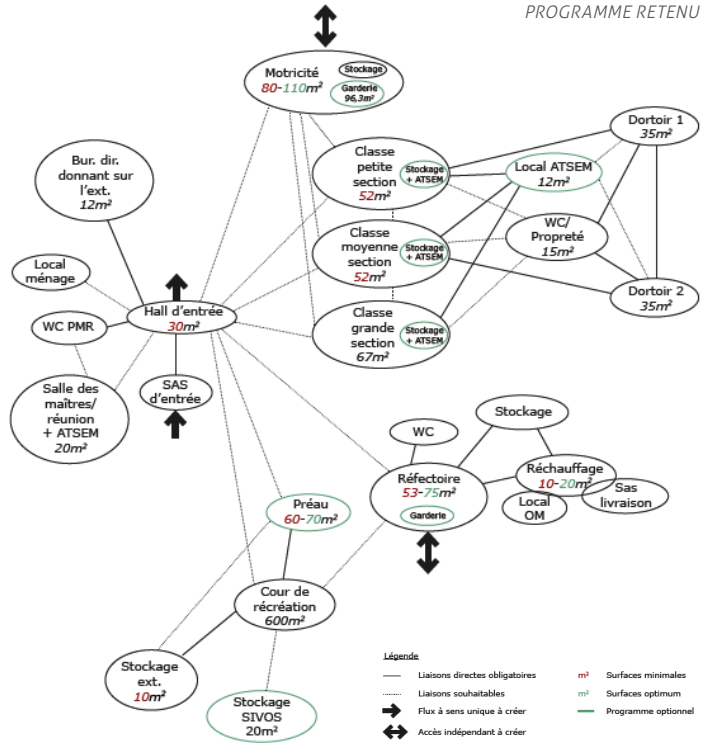 PROGRAMME RETENU
Motricité
80-110m²
Stockage
Garderie
96,3m²
Bur. dir.
donnant sur
l'ext.
12m²
Classe
petite
section
52m²
Stockage
+ ATSEM
Local ATSEM
12m²
Dortoir 1
35m²
Classe
moyenne
section
52m²
Stockage
+ ATSEM
WC/
Propreté
15m²
Local
ménage
Hall d'entrée
30m²
Classe
grande
section
67m²
Stockage
+ ATSEM
Dortoir 2
35m²
WC PMR
Salle des
maîtres/
réunion
+ ATSEM
20m²
SAS
d'entrée
WC
Stockage
Réfectoire
53-75m²
Garderie
Réchauffage
10-20m²
Local
OM
Sas
livraison
Préau
60-70m²
Cour de
récréation
600m²
Stockage
ext.
10m²
Stockage
SIVOS
20m²
Légende
Liaisons directes obligatoires
Liaisons souhaitables
Flux à sens unique à créer
Accès indépendant à créer
m² Surfaces minimales
m² Surfaces optimum
Programme optionnel